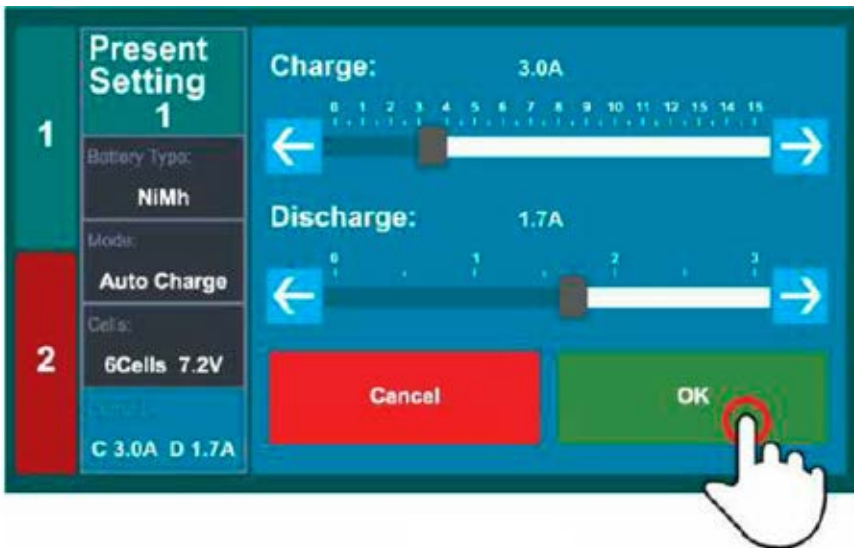 1
2
Present
Setting
1
Battery Type:
NiMh
Mode:
Auto Charge
Cells:
6Cells 7.2V
C 3.0A D 1.7A
Charge: 3.0A
0 1 2 3 4 5 6 7 8 9 10 11 12 13 14 15
Discharge: 1.7A
0 1 2 3
Cancel
OK